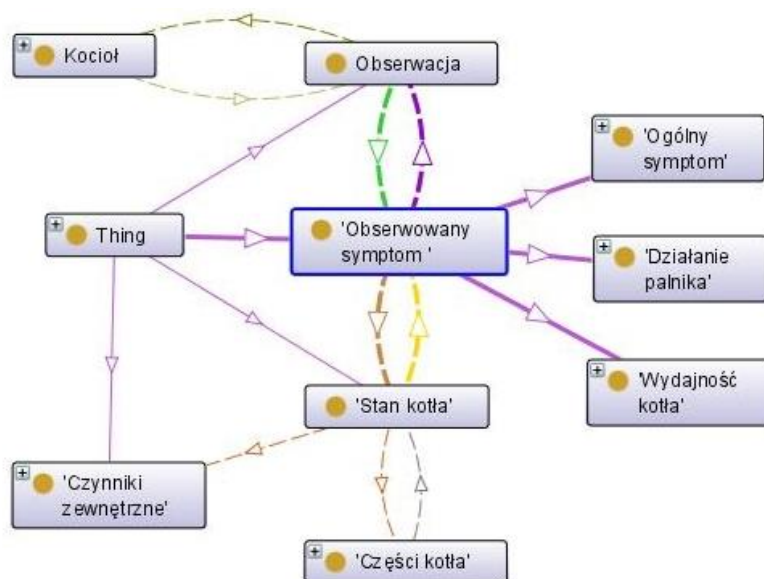 Kocioł
Obserwacja
'Ogólny
symptom'
Thing
'Obserwowany
symptom '
'Działanie
palnika'
'Wydajność
kotła'
'Stan kotła'
'Czynniki
zewnętrzne'
'Części kotła'